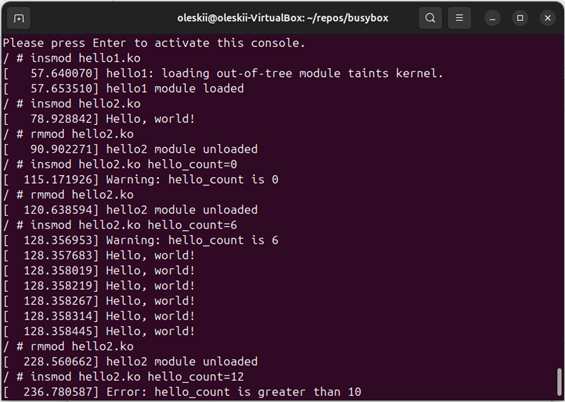 oleskii@oleskii-VirtualBox: ~/repos/busybox
Please press Enter to activate this console.
/ # insmod hello1.ko
[   57.640070] hello1: loading out-of-tree module taints kernel.
[   57.653510] hello1 module loaded
/ # insmod hello2.ko
[   78.928842] Hello, world!
/ # rmmod hello2.ko
[   90.902271] hello2 module unloaded
/ # insmod hello2.ko hello_count=0
[  115.171926] Warning: hello_count is 0
/ # rmmod hello2.ko
[  120.638594] hello2 module unloaded
/ # insmod hello2.ko hello_count=6
[  128.356953] Warning: hello_count is 6
[  128.357683] Hello, world!
[  128.358019] Hello, world!
[  128.358219] Hello, world!
[  128.358267] Hello, world!
[  128.358314] Hello, world!
[  128.358445] Hello, world!
/ # rmmod hello2.ko
[  228.560662] hello2 module unloaded
/ # insmod hello2.ko hello_count=12
[  236.780587] Error: hello_count is greater than 10